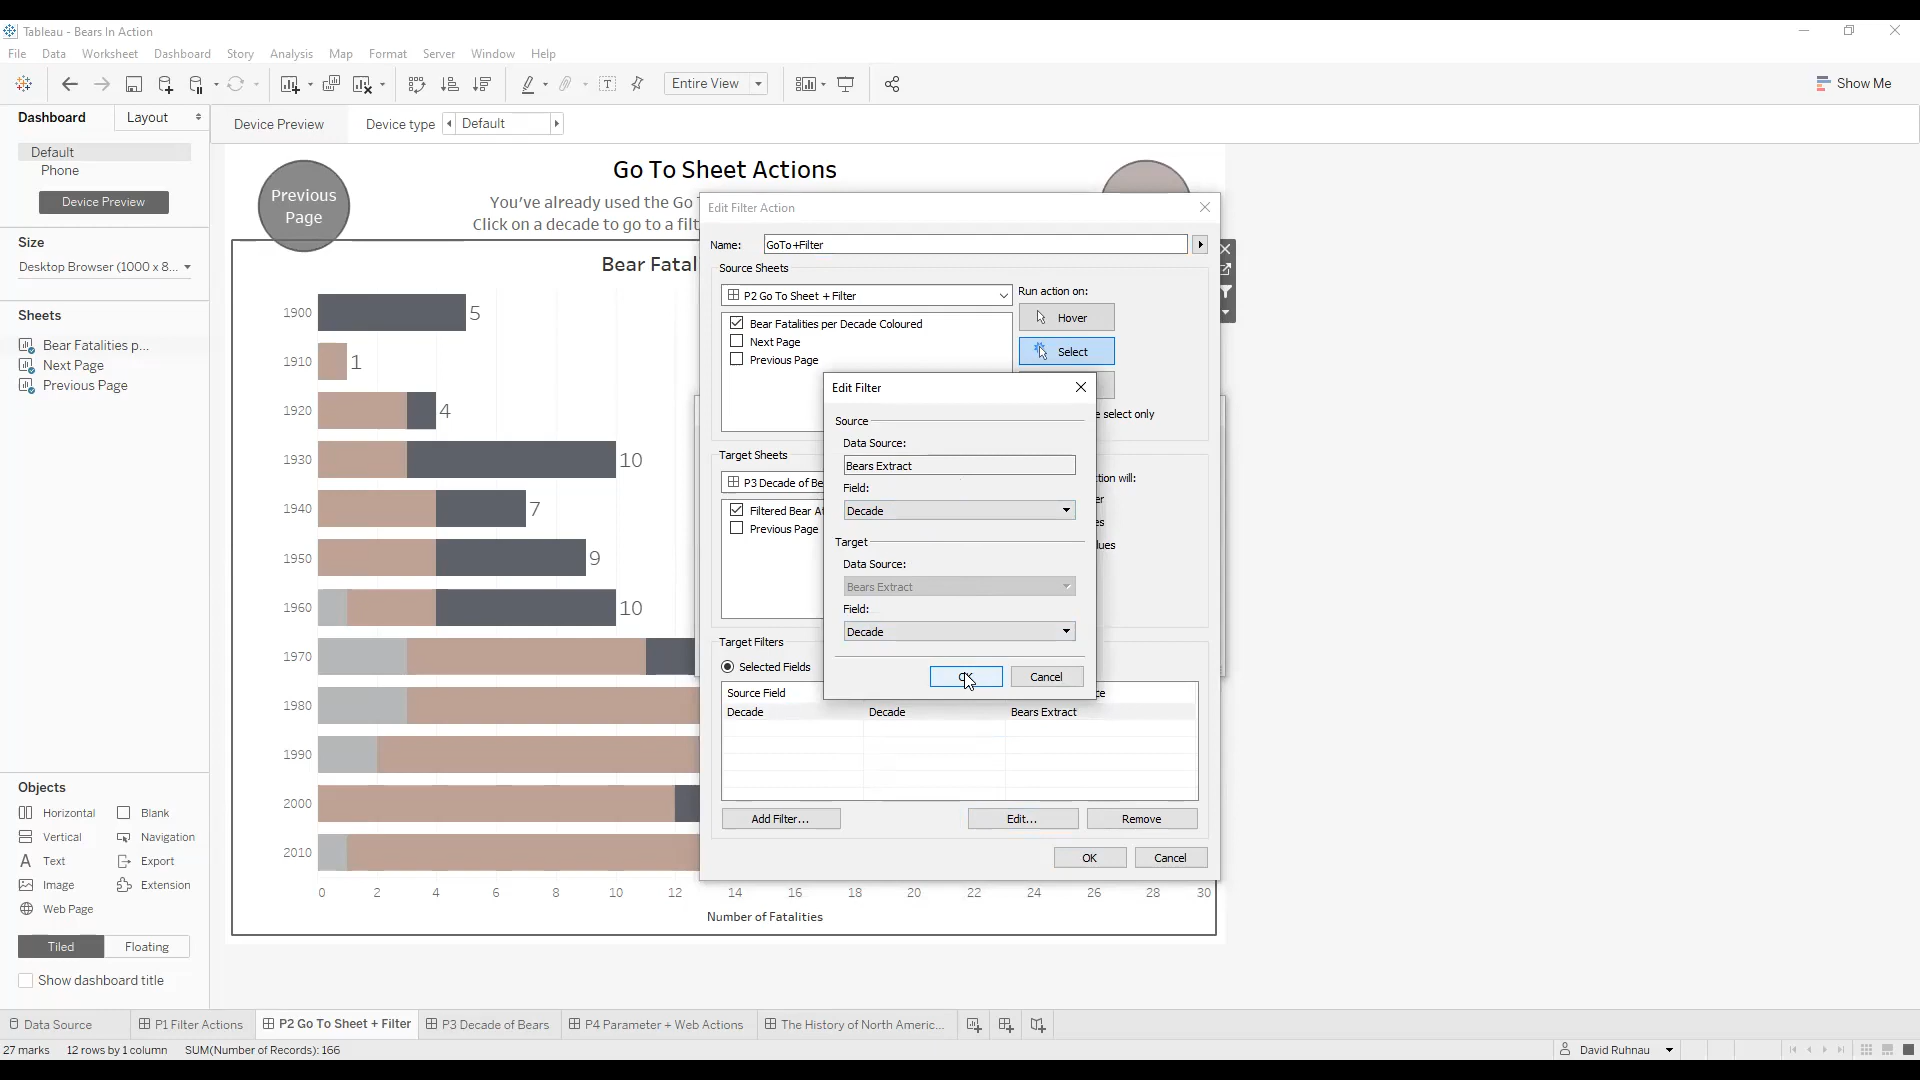 Tableau - Bears In Action
File Data Worksheet Dashboard Story Analysis Map Format Server Window Help
Entire View
Show Me
Dashboard Layout
Device Preview Device type Default
Default
Phone
Device Preview
Size
Desktop Browser (1000 x 8...
Sheets
Bear Fatalities p...
Next Page
Previous Page
Objects
Horizontal Blank
Vertical Navigation
Text Export
Image Extension
Web Page
Tiled Floating
Show dashboard title
Previous
Page
Go To Sheet Actions
You've already used the Go
Click on a decade to go to a filt
Bear Fatal
1900 5
1910 1
1920 4
1930 10
1940 7
1950 9
1960 10
1970
1980
1990
2000
2010
0 2 4 6 8 10 12 14 16 18 20 22 24 26 28 30
Number of Fatalities
Edit Filter Action
Name: GoTo+Filter
Source Sheets
P2 Go To Sheet + Filter
Bear Fatalities per Decade Coloured
Next Page
Previous Page
Run action on:
Hover
Select
e select only
Target Sheets
P3 Decade of Be
Filtered Bear A
Previous Page
tion will:
er
es
lues
Target Filters
Selected Fields
Source Field ce
Decade Decade Bears Extract
Add Filter... Edit... Remove
OK Cancel
Edit Filter
Source
Data Source:
Bears Extract
Field:
Decade
Target
Data Source:
Bears Extract
Field:
Decade
OK Cancel
Data Source P1 Filter Actions P2 Go To Sheet + Filter P3 Decade of Bears P4 Parameter + Web Actions The History of North Americ...
27 marks 12 rows by 1 column SUM(Number of Records): 166 David Ruhnau